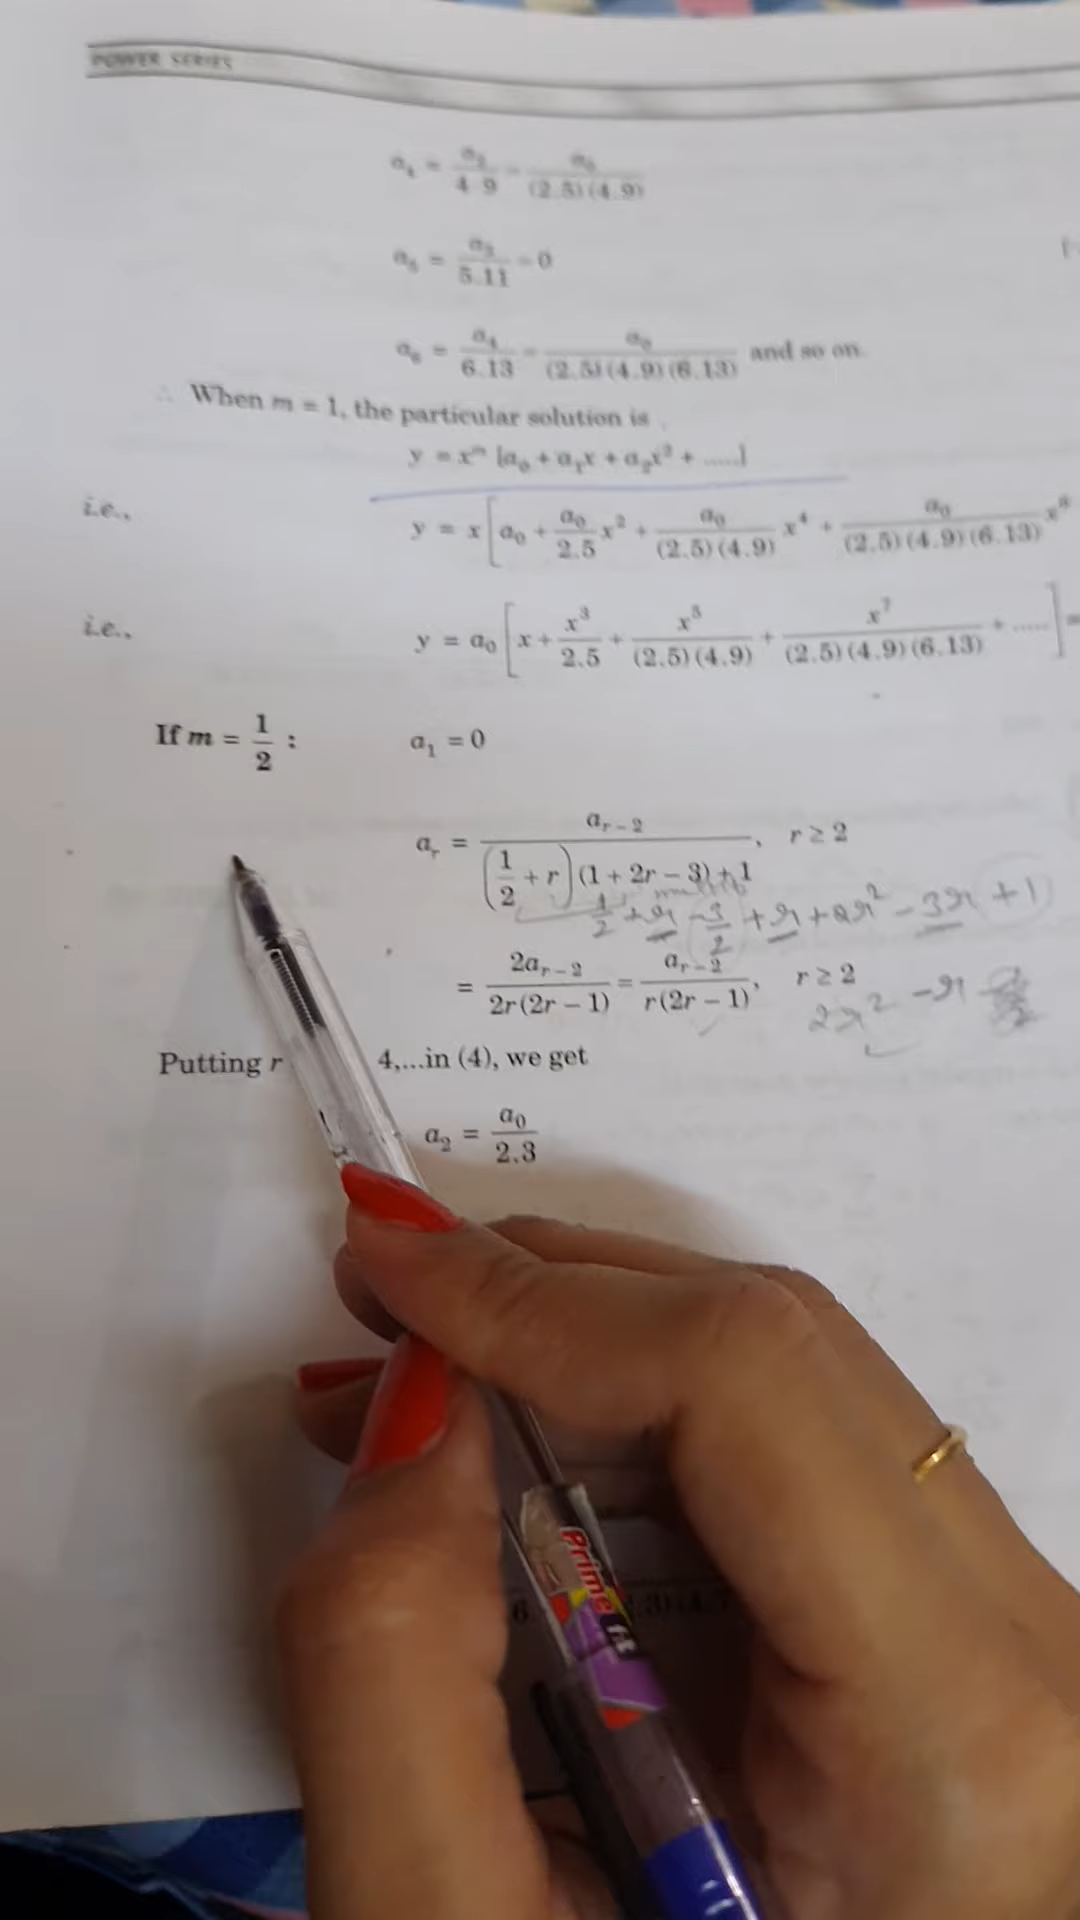 POWER SERIES
a₄ = a₂/4·9 = a₀/(2.5)(4.9)
a₅ = a₃/5.11 = 0
a₆ = a₄/6.13 = a₀/(2.5)(4.9)(6.13) and so on.
∴ When m = 1, the particular solution is
y = xᵐ [a₀ + a₁x + a₂x² + .....]
i.e., y = x[a₀ + a₀/2.5 x² + a₀/(2.5)(4.9) x⁴ + a₀/(2.5)(4.9)(6.13) x⁶
i.e., y = a₀[x + x³/2.5 + x⁵/(2.5)(4.9) + x⁷/(2.5)(4.9)(6.13) + .....] =
If m = 1/2 : a₁ = 0
aᵣ = aᵣ₋₂/(1/2 + r)(1 + 2r − 3) + 1, r ≥ 2
1/2 + r − 3/2 + r + 2r² − 3r + 1
= 2aᵣ₋₂/2r(2r − 1) = aᵣ₋₂/r(2r − 1), r ≥ 2
2r² − r
Putting r 4,...in (4), we get
a₂ = a₀/2.3
Prime fit